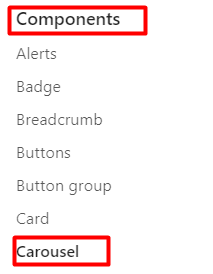 Components
Alerts
Badge
Breadcrumb
Buttons
Button group
Card
Carousel